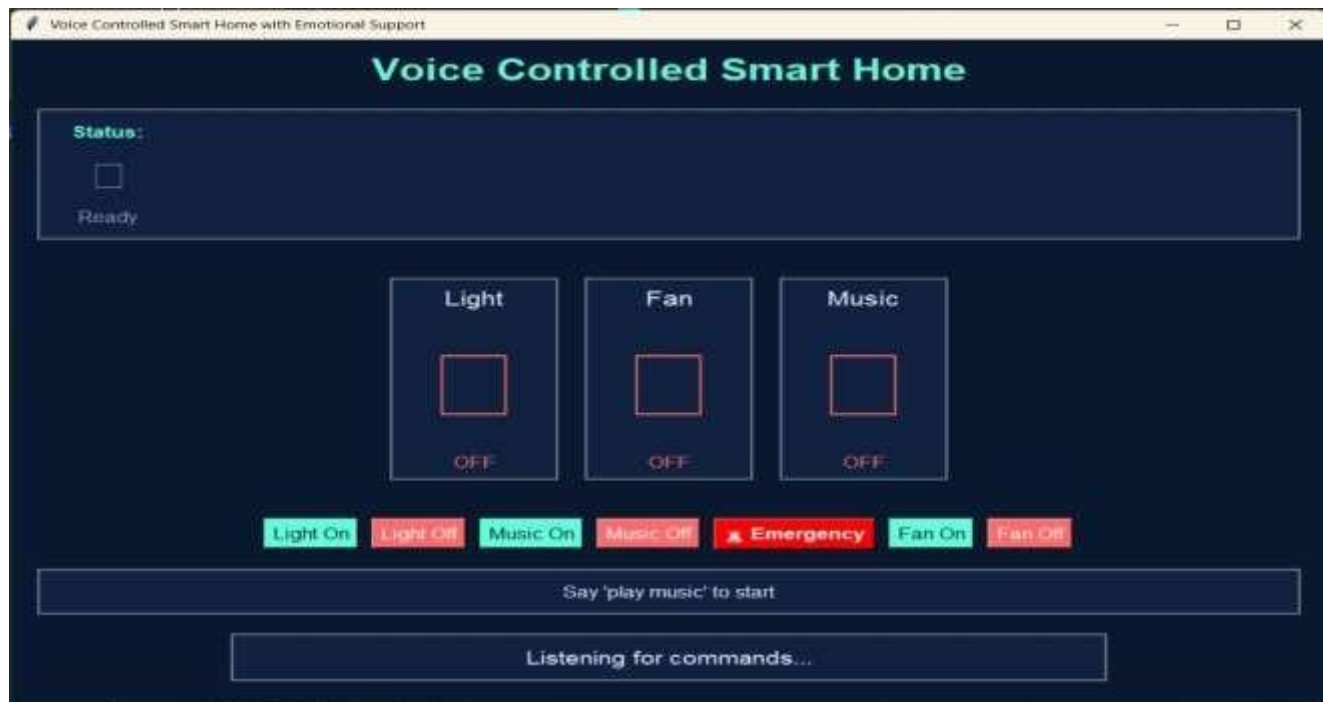 Voice Controlled Smart Home with Emotional Support
Voice Controlled Smart Home
Status:
Ready
Light Fan Music
OFF OFF OFF
Light On Light Off Music On Music Off Emergency Fan On Fan Off
Say 'play music' to start
Listening for commands...